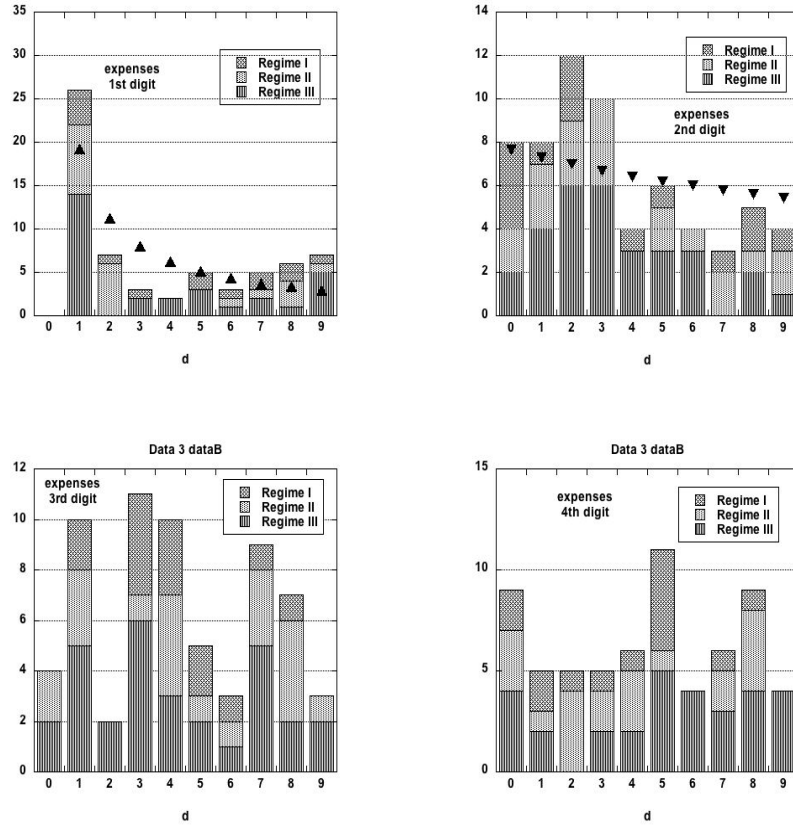 35
30
25
20
15
10
5
0
expenses
1st digit
Regime I
Regime II
Regime III
0 1 2 3 4 5 6 7 8 9
d
14
12
10
8
6
4
2
0
Regime I
Regime II
Regime III
expenses
2nd digit
0 1 2 3 4 5 6 7 8 9
d
Data 3 dataB
12
10
8
6
4
2
0
expenses
3rd digit
Regime I
Regime II
Regime III
0 1 2 3 4 5 6 7 8 9
d
Data 3 dataB
15
10
5
0
expenses
4th digit
Regime I
Regime II
Regime III
0 1 2 3 4 5 6 7 8 9
d